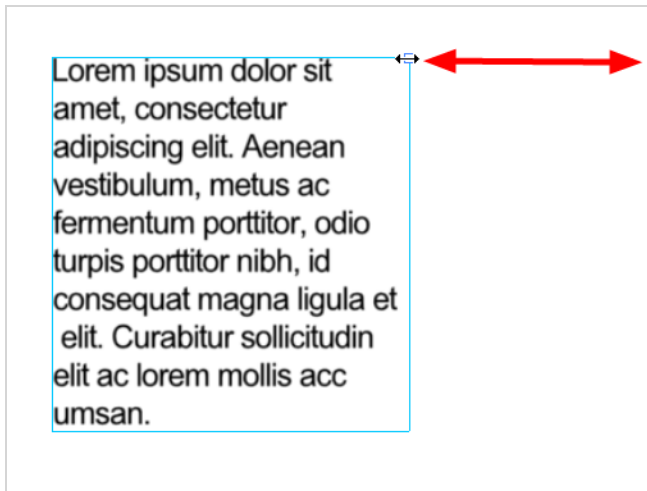 Lorem ipsum dolor sit
amet, consectetur
adipiscing elit. Aenean
vestibulum, metus ac
fermentum porttitor, odio
turpis porttitor nibh, id
consequat magna ligula et
elit. Curabitur sollicitudin
elit ac lorem mollis acc
umsan.